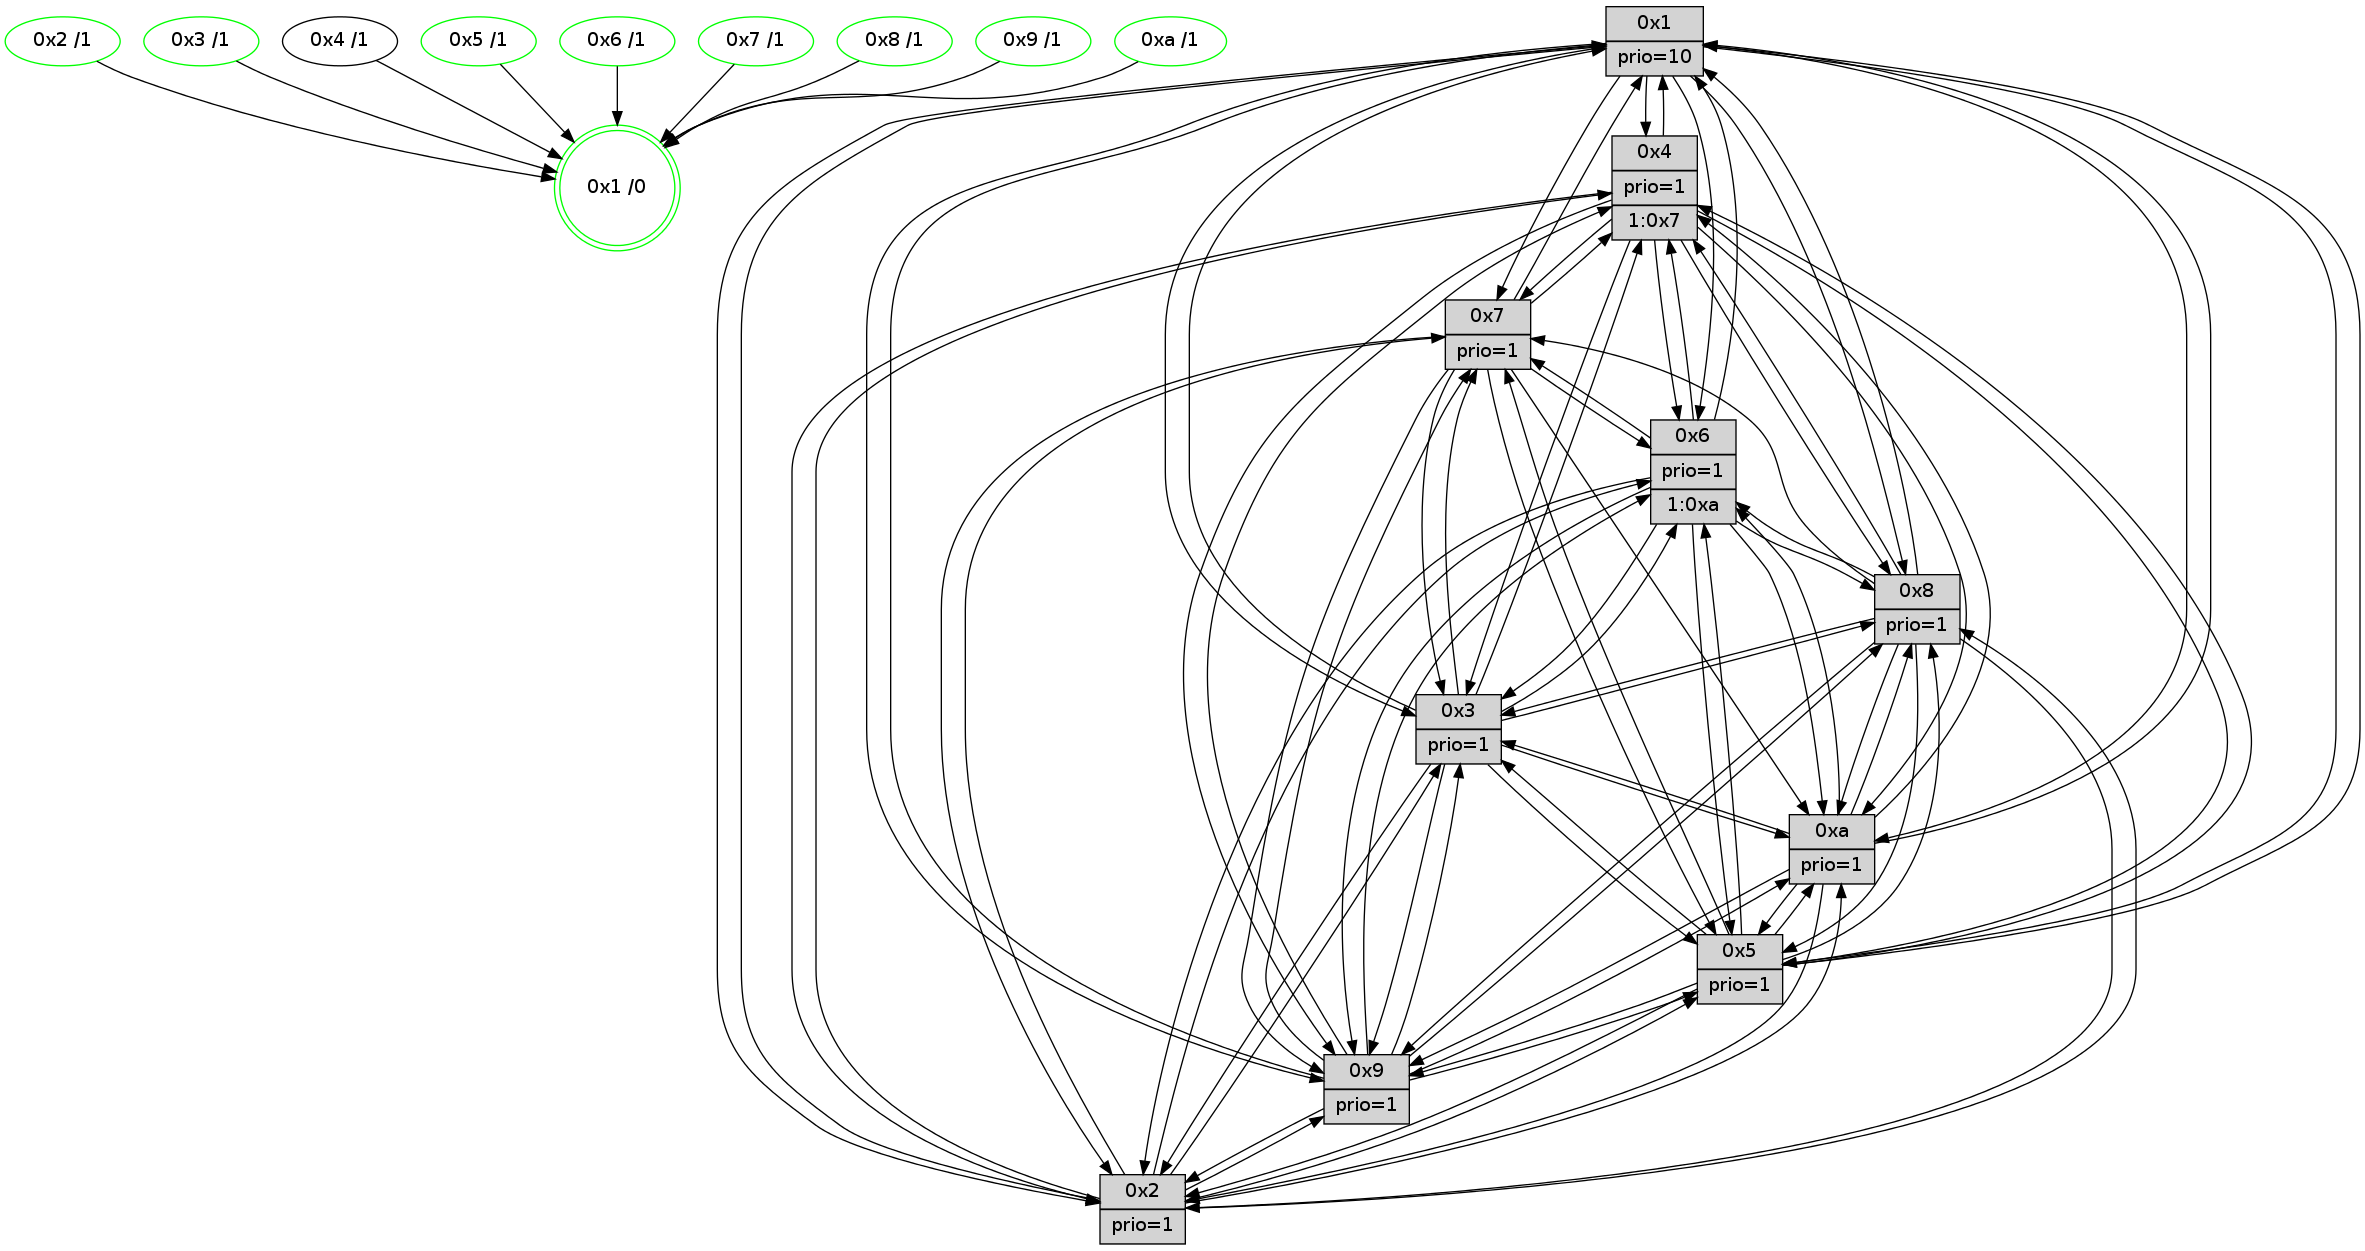 0x2 /1
0x3 /1
0x4 /1
0x5 /1
0x6 /1
0x7 /1
0x8 /1
0x9 /1
0xa /1
0x1 /0
0x1
prio=10
0x4
prio=1
1:0x7
0x7
prio=1
0x6
prio=1
1:0xa
0x8
prio=1
0x3
prio=1
0xa
prio=1
0x5
prio=1
0x9
prio=1
0x2
prio=1